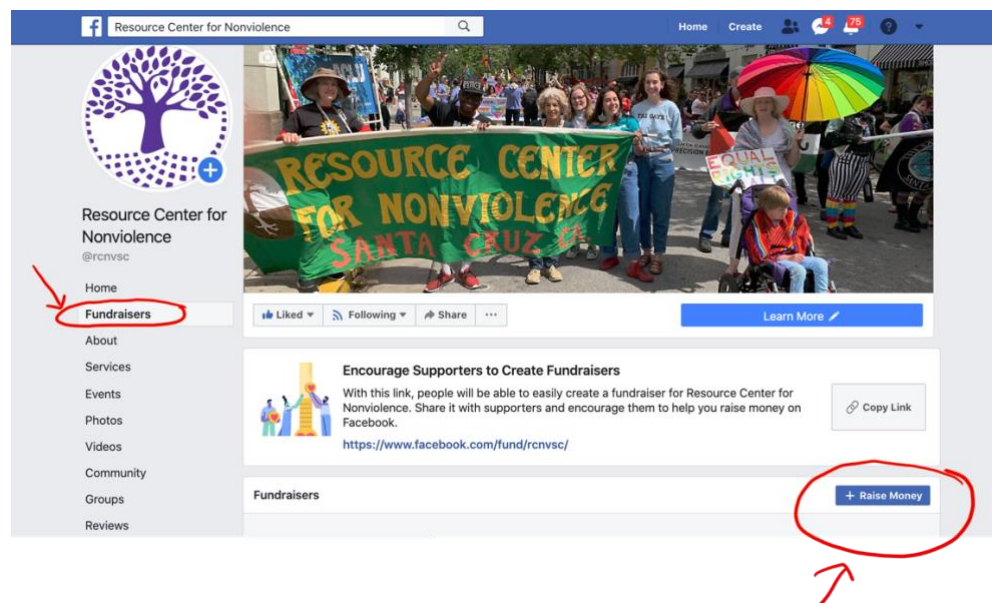 Resource Center for Nonviolence
Home Create 4 75
Resource Center for
Nonviolence
@rcnvsc
Home
Fundraisers
About
Services
Events
Photos
Videos
Community
Groups
Reviews
RESOURCE CENTER
FOR NONVIOLENCE
SANTA CRUZ CA
EQUAL
RIGHTS
Liked Following Share ...
Learn More
Encourage Supporters to Create Fundraisers
With this link, people will be able to easily create a fundraiser for Resource Center for
Nonviolence. Share it with supporters and encourage them to help you raise money on
Facebook.
https://www.facebook.com/fund/rcnvsc/
Copy Link
Fundraisers
+ Raise Money